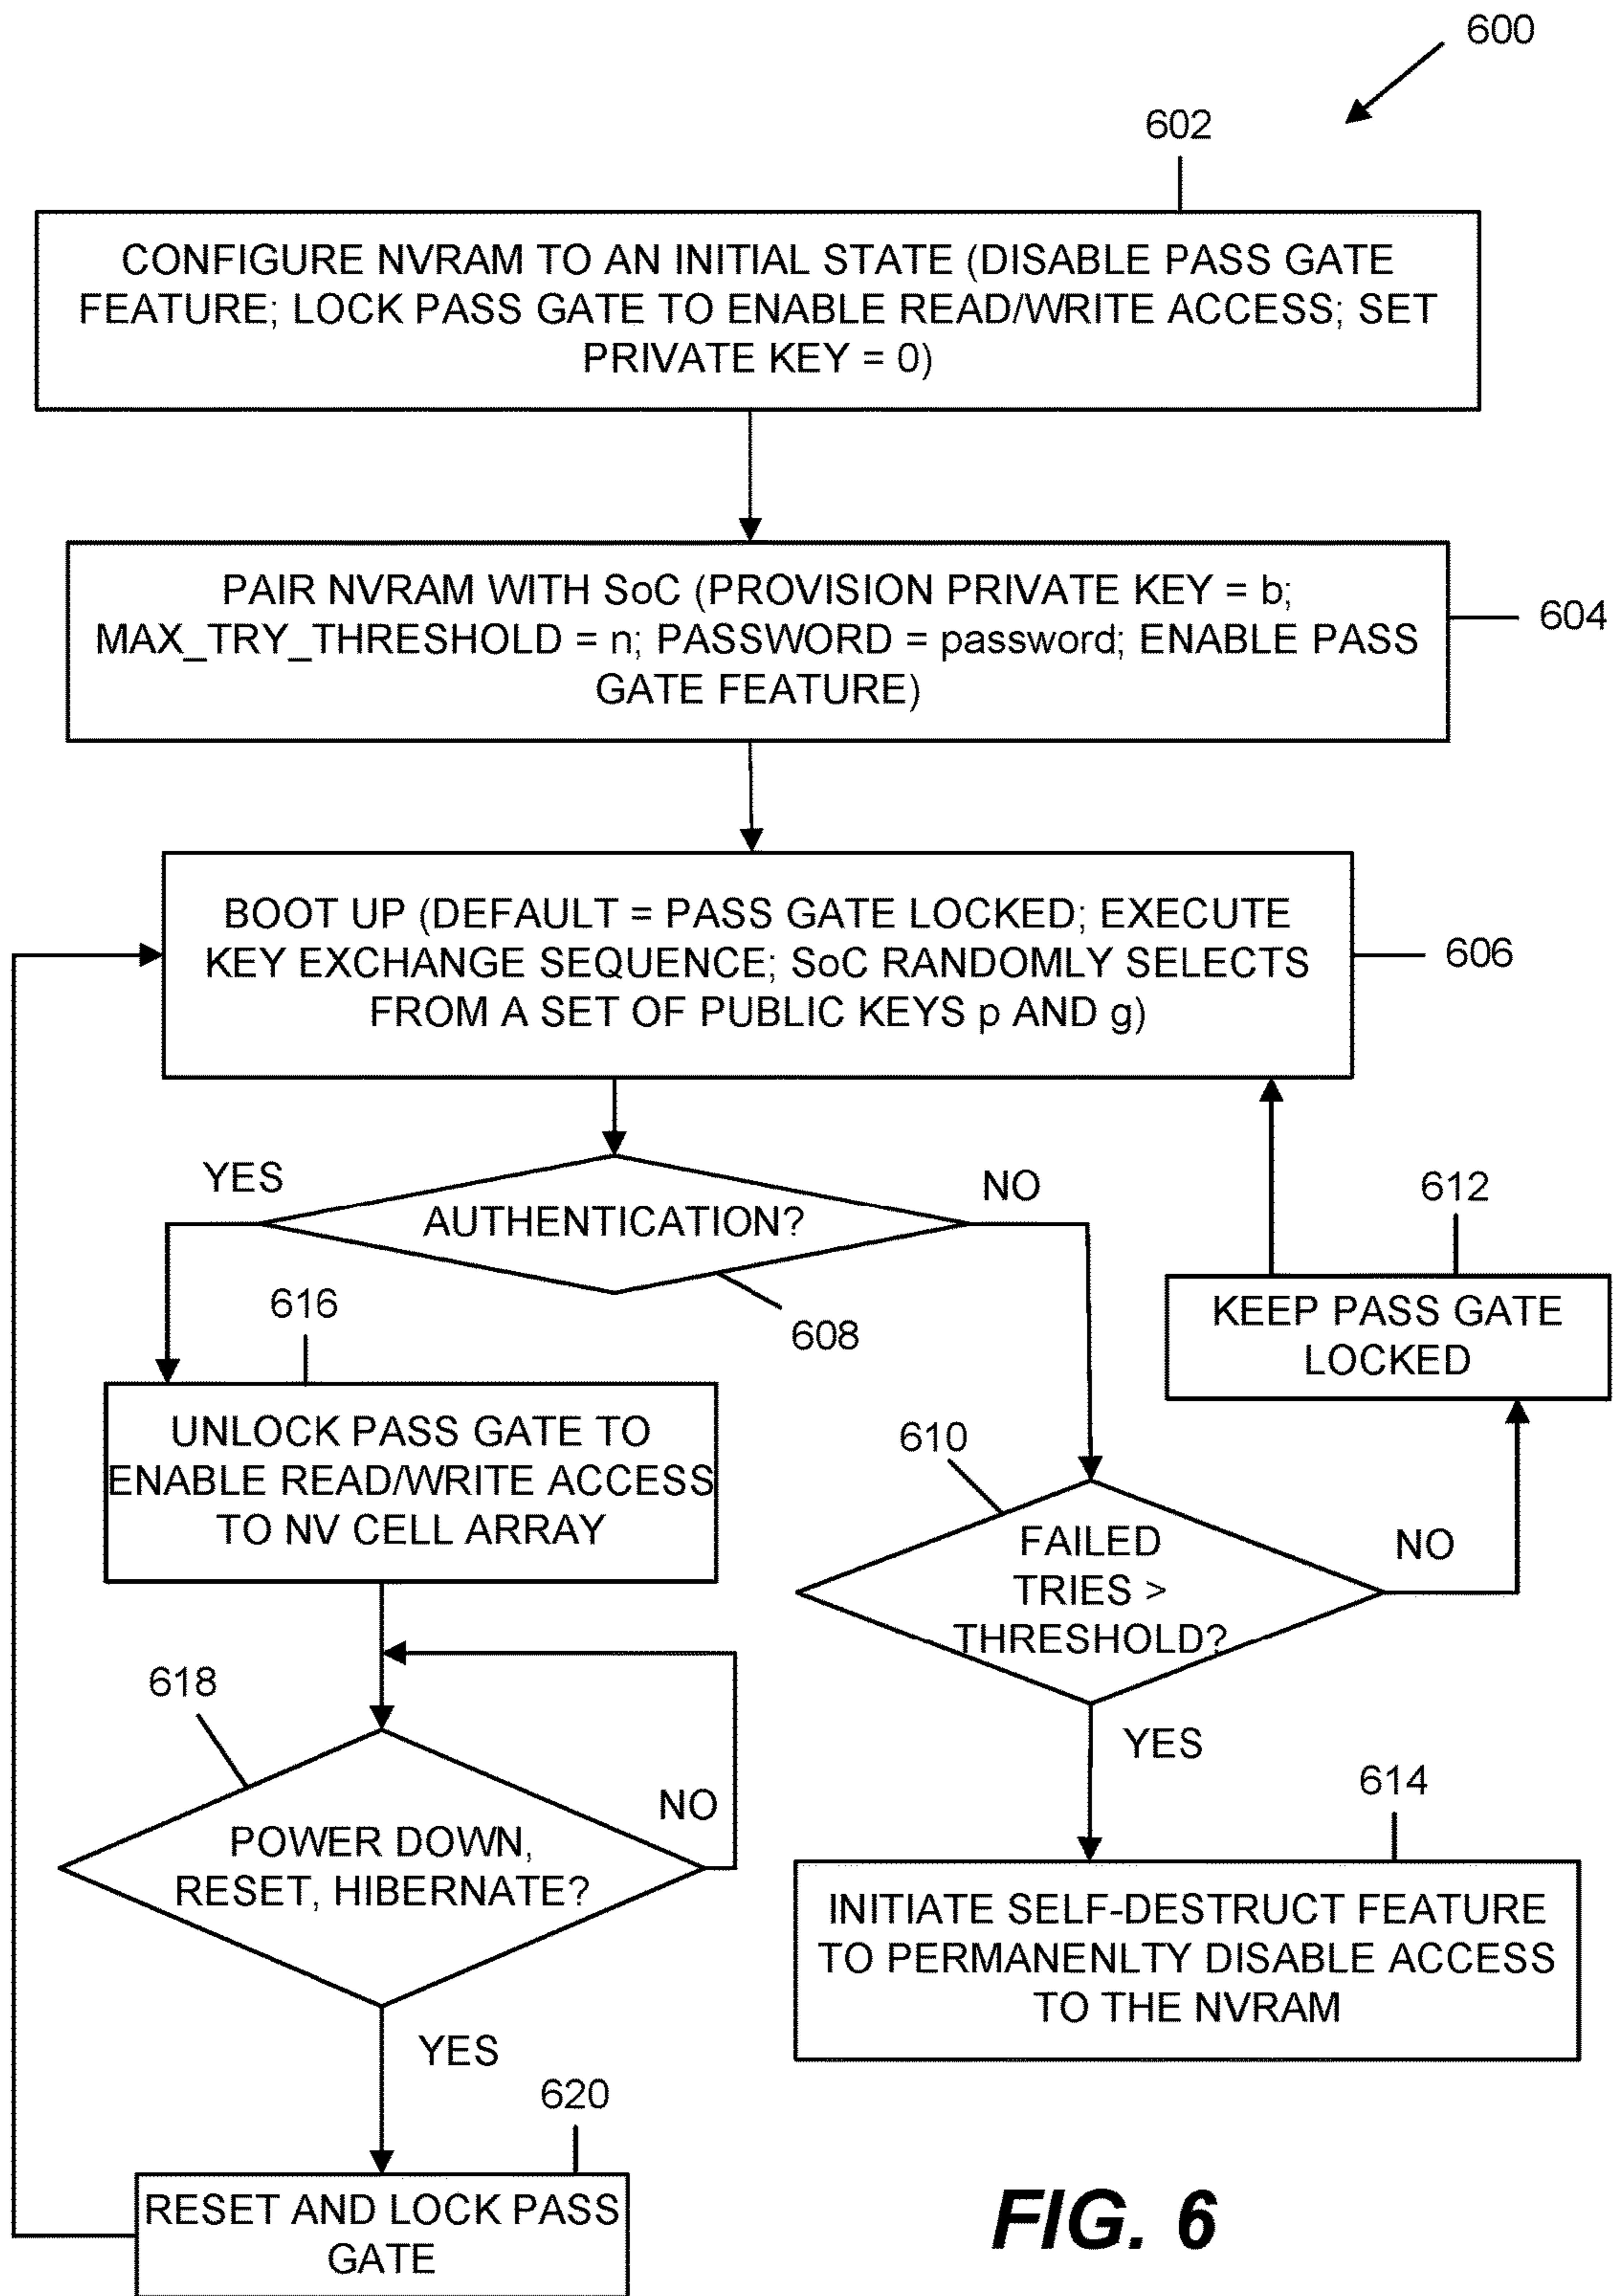 600
602
CONFIGURE NVRAM TO AN INITIAL STATE (DISABLE PASS GATE
FEATURE; LOCK PASS GATE TO ENABLE READ/WRITE ACCESS; SET
PRIVATE KEY = 0)
PAIR NVRAM WITH SoC (PROVISION PRIVATE KEY = b;
MAX_TRY_THRESHOLD = n; PASSWORD = password; ENABLE PASS
GATE FEATURE)
604
BOOT UP (DEFAULT = PASS GATE LOCKED; EXECUTE
KEY EXCHANGE SEQUENCE; SoC RANDOMLY SELECTS
FROM A SET OF PUBLIC KEYS p AND g)
606
YES
AUTHENTICATION?
NO
608
612
KEEP PASS GATE
LOCKED
616
UNLOCK PASS GATE TO
ENABLE READ/WRITE ACCESS
TO NV CELL ARRAY
610
FAILED
TRIES >
THRESHOLD?
NO
YES
618
POWER DOWN,
RESET, HIBERNATE?
NO
YES
614
INITIATE SELF-DESTRUCT FEATURE
TO PERMANENLTY DISABLE ACCESS
TO THE NVRAM
620
RESET AND LOCK PASS
GATE
FIG. 6